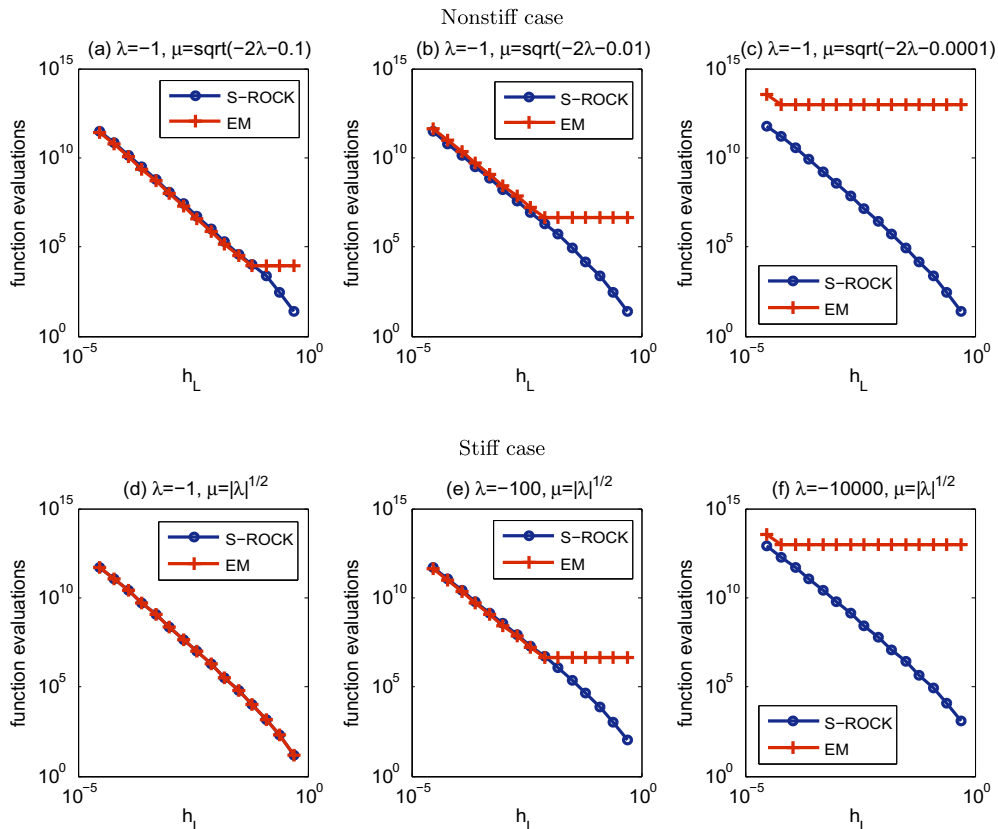 Nonstiff case
(a) λ=−1, μ=sqrt(−2λ−0.1)
function evaluations
10^15
10^10
10^5
10^0
S−ROCK
EM
10^−5
10^0
h_L
(b) λ=−1, μ=sqrt(−2λ−0.01)
function evaluations
10^15
10^10
10^5
10^0
S−ROCK
EM
10^−5
10^0
h_L
(c) λ=−1, μ=sqrt(−2λ−0.0001)
function evaluations
10^15
10^10
10^5
10^0
S−ROCK
EM
10^−5
10^0
h_L
Stiff case
(d) λ=−1, μ=|λ|^1/2
function evaluations
10^15
10^10
10^5
10^0
S−ROCK
EM
10^−5
10^0
h_L
(e) λ=−100, μ=|λ|^1/2
function evaluations
10^15
10^10
10^5
10^0
S−ROCK
EM
10^−5
10^0
h_L
(f) λ=−10000, μ=|λ|^1/2
function evaluations
10^15
10^10
10^5
10^0
S−ROCK
EM
10^−5
10^0
h_L